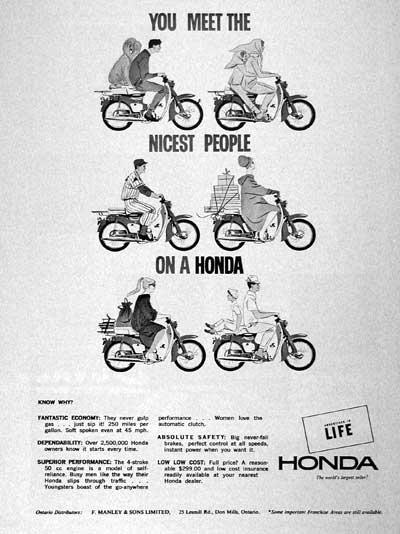 YOU MEET THE
NICEST PEOPLE
ON A HONDA
KNOW WHY?
FANTASTIC ECONOMY: They never gulp
gas . . . just sip it! 250 miles per
gallon. Soft spoken even at 45 mph.
DEPENDABILITY: Over 2,500,000 Honda
owners know it starts every time.
SUPERIOR PERFORMANCE: The 4-stroke
50 cc engine is a model of self-
reliance. Busy men like the way their
Honda slips through traffic . . . .
Youngsters boast of the go-anywhere
performance . . . . Women love the
automatic clutch.
ABSOLUTE SAFETY: Big never-fail
brakes, perfect control at all speeds,
instant power when you want it.
LOW LOW COST: Full price? A reason-
able $299.00 and low cost insurance
readily available at your nearest
Honda dealer.
ADVERTISED IN
LIFE
HONDA
The world's largest seller!
Ontario Distributors: F. MANLEY & SONS LIMITED, 25 Lesmill Rd., Don Mills, Ontario. *Some important Franchise Areas are still available.